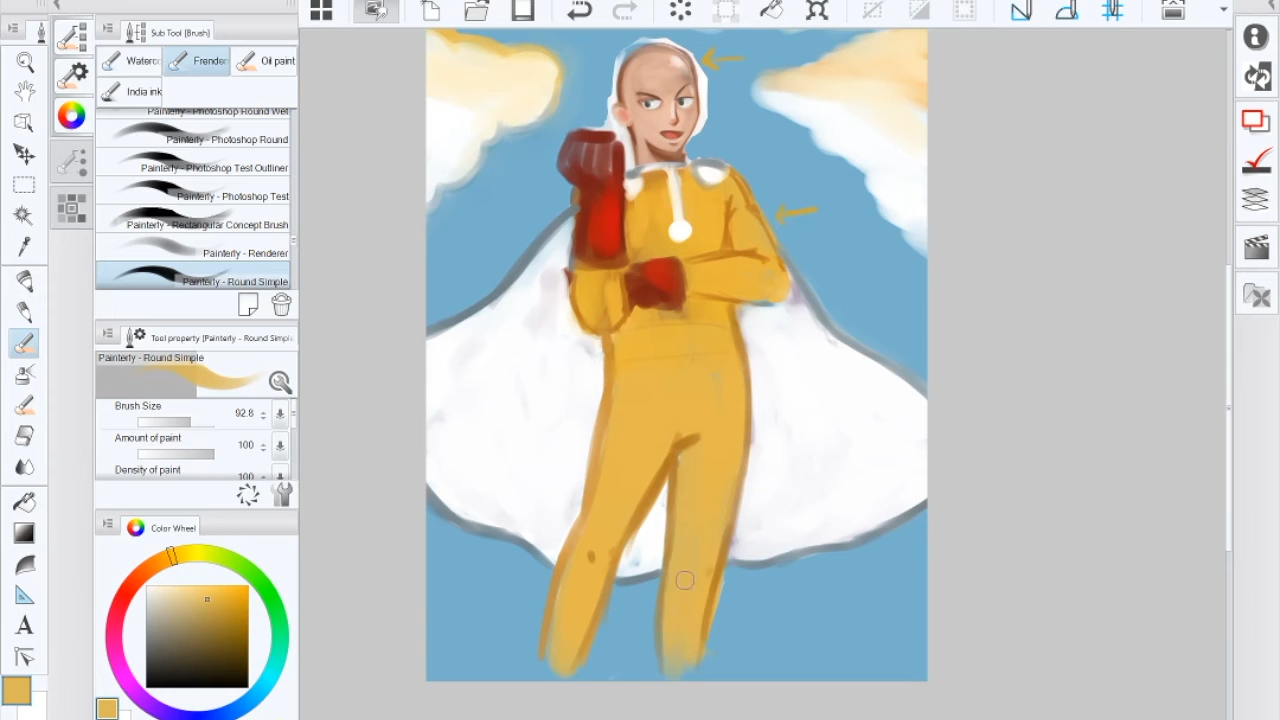 Sub Tool [Brush]
Waterc Frender Oil paint
India ink
Painterly - Photoshop Round Wet
Painterly - Photoshop Round
Painterly - Photoshop Test Outliner
Painterly - Photoshop Test
Painterly - Rectangular Concept Brush
Painterly - Renderer
Painterly - Round Simple
Tool property [Painterly - Round Simpl
Painterly - Round Simple
Brush Size 92.8
Amount of paint 100
Density of paint 100
Color Wheel